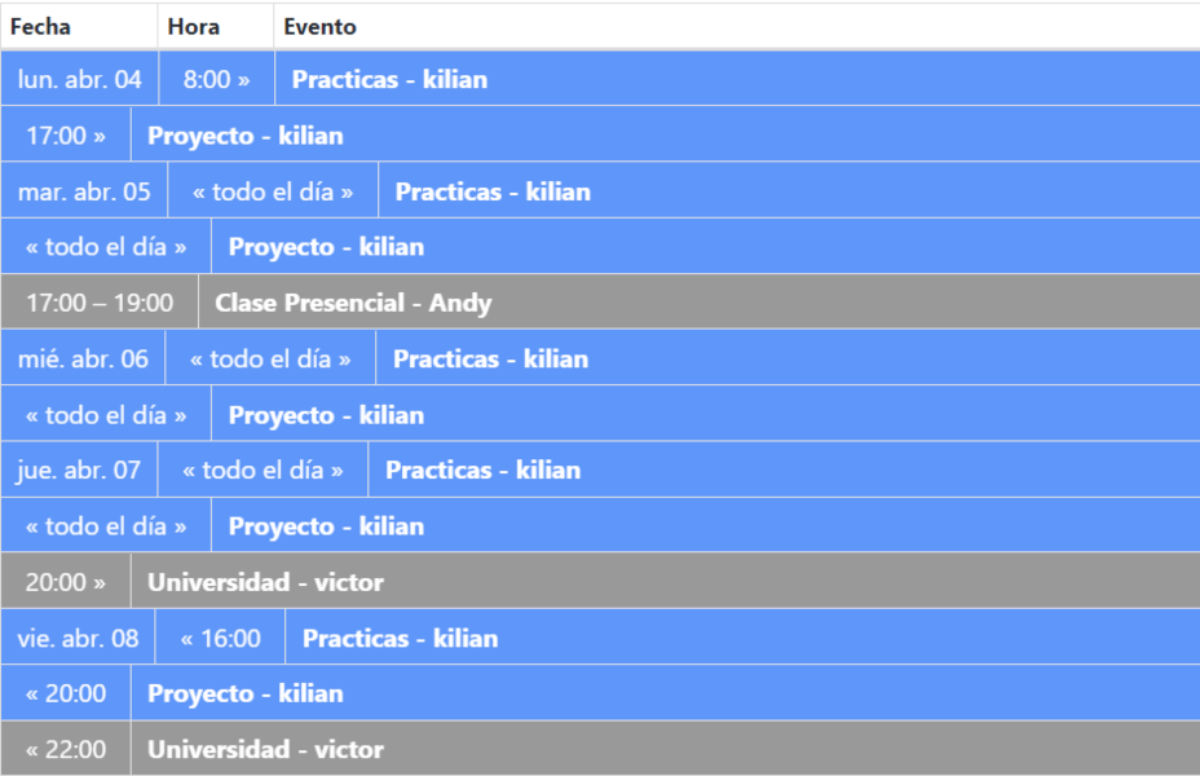 Fecha Hora Evento
lun. abr. 04 8:00 » Practicas - kilian
17:00 » Proyecto - kilian
mar. abr. 05 « todo el día » Practicas - kilian
« todo el día » Proyecto - kilian
17:00 – 19:00 Clase Presencial - Andy
mié. abr. 06 « todo el día » Practicas - kilian
« todo el día » Proyecto - kilian
jue. abr. 07 « todo el día » Practicas - kilian
« todo el día » Proyecto - kilian
20:00 » Universidad - victor
vie. abr. 08 « 16:00 Practicas - kilian
« 20:00 Proyecto - kilian
« 22:00 Universidad - victor